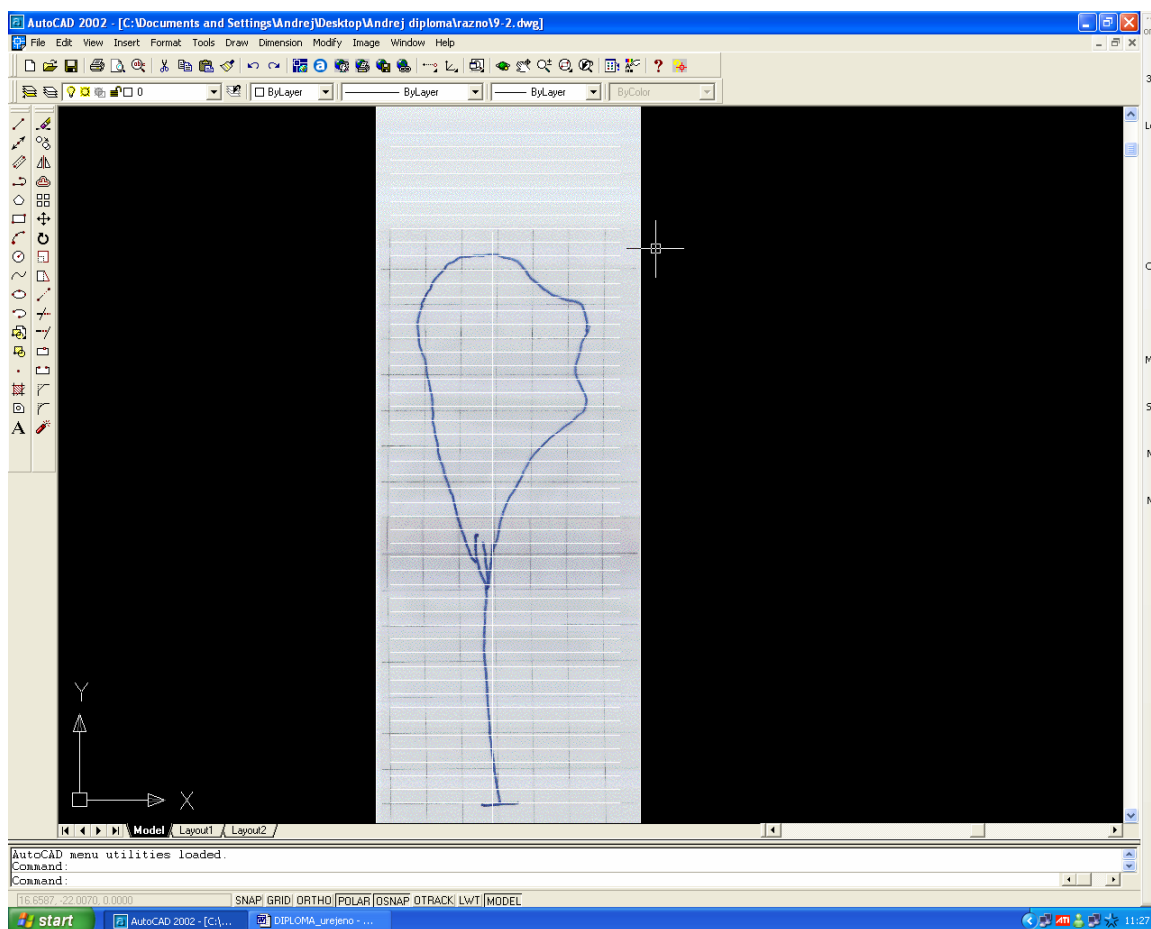 AutoCAD 2002 - [C:\Documents and Settings\Andrej\Desktop\Andrej diploma\razno\9-2.dwg]
File Edit View Insert Format Tools Draw Dimension Modify Image Window Help
0 ByLayer ByLayer ByLayer ByColor
A
Y
X
Model Layout1 Layout2
AutoCAD menu utilities loaded.
Command:
Command:
16.6587, -22.0070, 0.0000 SNAP GRID ORTHO POLAR OSNAP OTRACK LWT MODEL
start AutoCAD 2002 - [C:\... DIPLOMA_urejeno - ... ATI 11:27